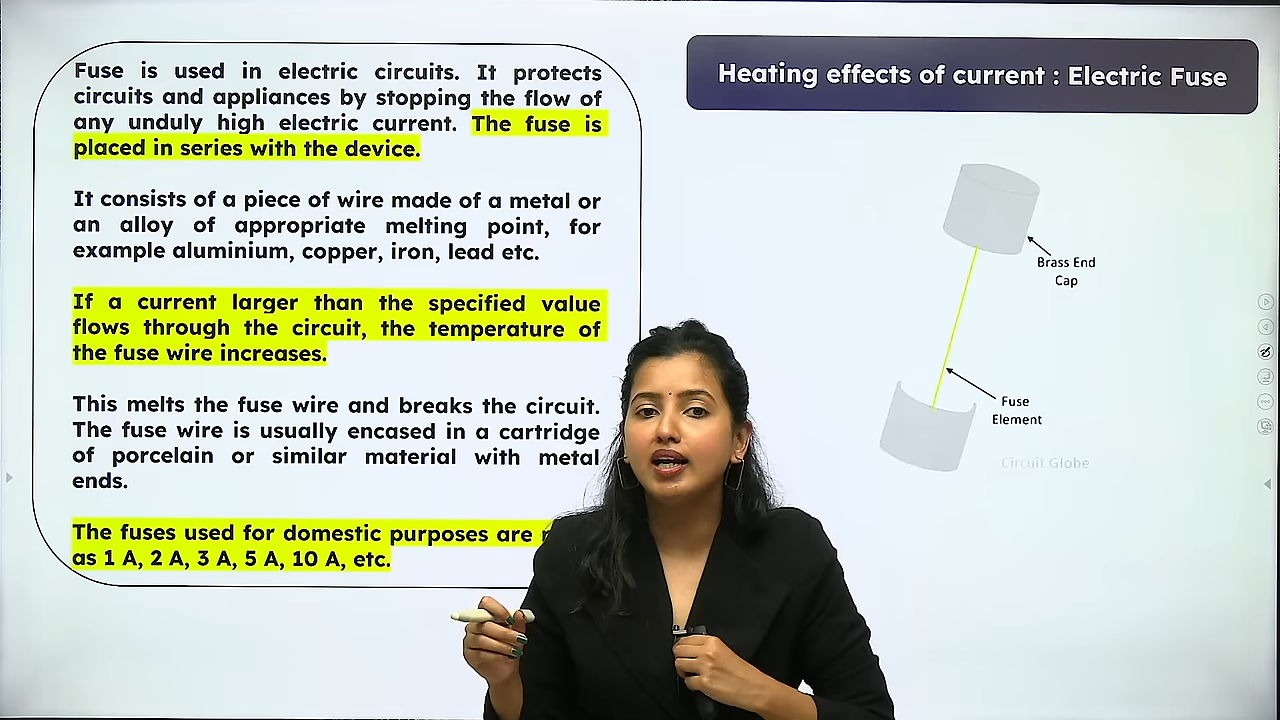 Fuse is used in electric circuits. It protects
circuits and appliances by stopping the flow of
any unduly high electric current. The fuse is
placed in series with the device.
It consists of a piece of wire made of a metal or
an alloy of appropriate melting point, for
example aluminium, copper, iron, lead etc.
If a current larger than the specified value
flows through the circuit, the temperature of
the fuse wire increases.
This melts the fuse wire and breaks the circuit.
The fuse wire is usually encased in a cartridge
of porcelain or similar material with metal
ends.
The fuses used for domestic purposes are
as 1 A, 2 A, 3 A, 5 A, 10 A, etc.
Heating effects of current : Electric Fuse
Brass End
Cap
Fuse
Element
Circuit Globe